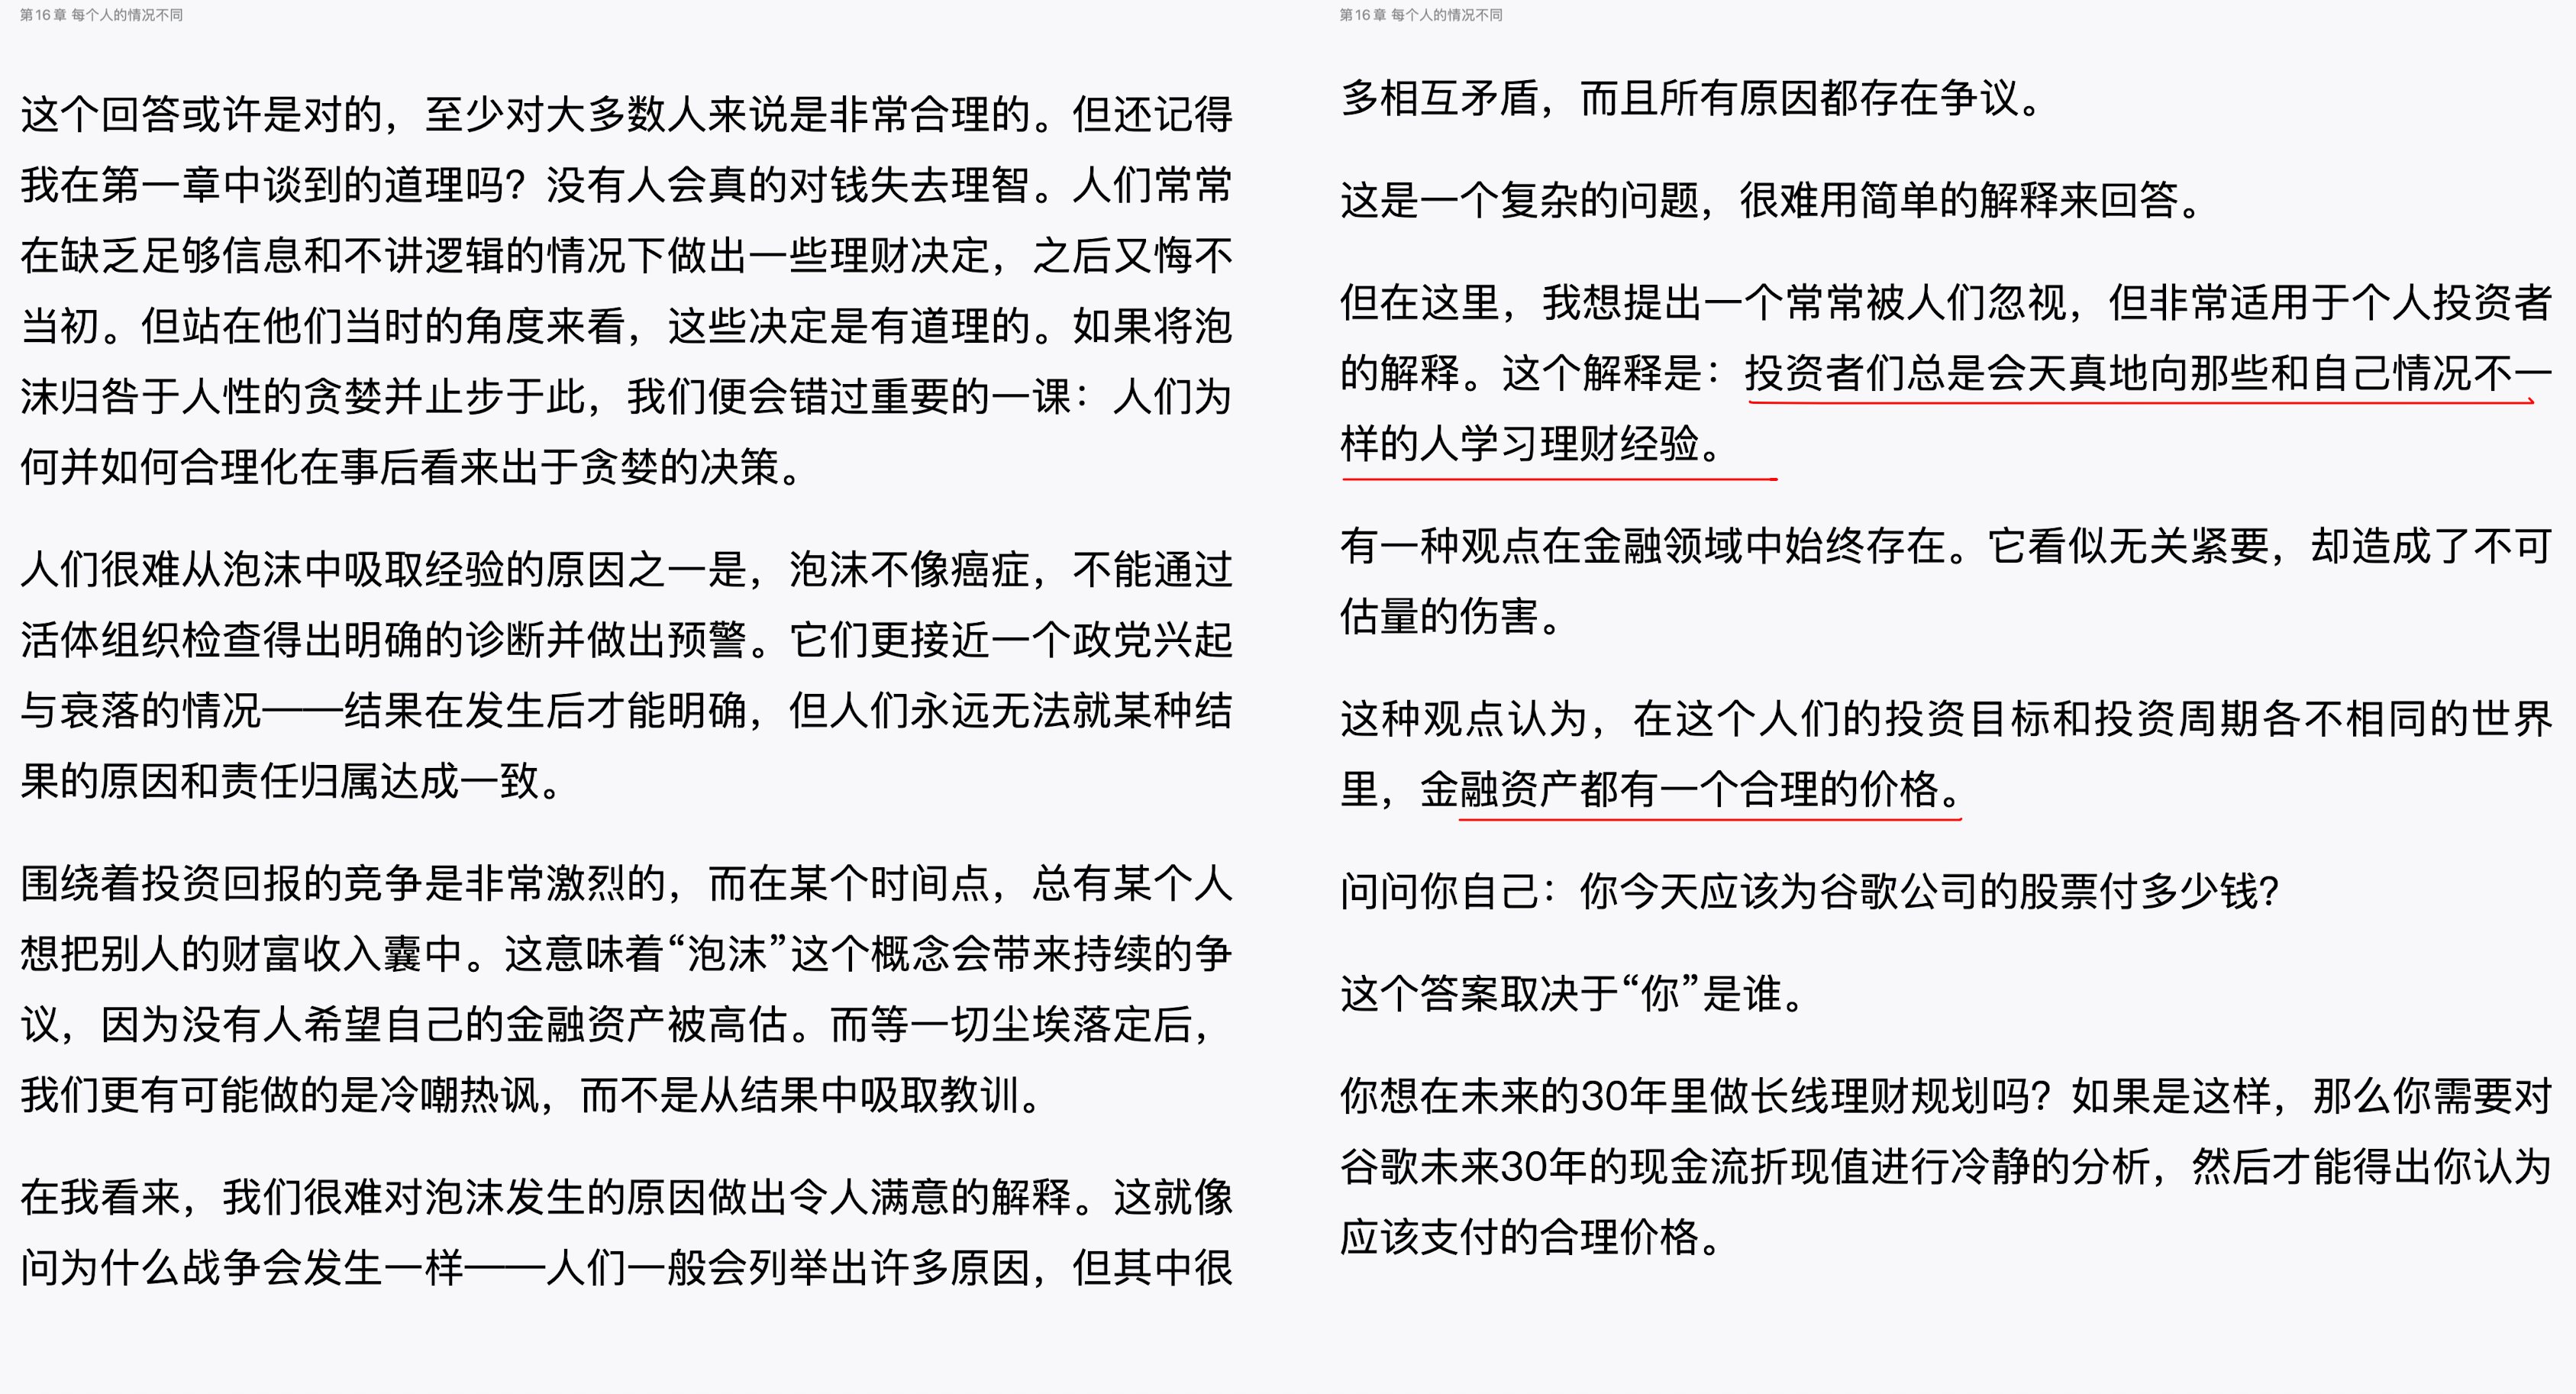 第16章 每个人的情况不同
这个回答或许是对的，至少对大多数人来说是非常合理的。但还记得
我在第一章中谈到的道理吗？没有人会真的对钱失去理智。人们常常
在缺乏足够信息和不讲逻辑的情况下做出一些理财决定，之后又悔不
当初。但站在他们当时的角度来看，这些决定是有道理的。如果将泡
沫归咎于人性的贪婪并止步于此，我们便会错过重要的一课：人们为
何并如何合理化在事后看来出于贪婪的决策。
人们很难从泡沫中吸取经验的原因之一是，泡沫不像癌症，不能通过
活体组织检查得出明确的诊断并做出预警。它们更接近一个政党兴起
与衰落的情况——结果在发生后才能明确，但人们永远无法就某种结
果的原因和责任归属达成一致。
围绕着投资回报的竞争是非常激烈的，而在某个时间点，总有某个人
想把别人的财富收入囊中。这意味着“泡沫”这个概念会带来持续的争
议，因为没有人希望自己的金融资产被高估。而等一切尘埃落定后，
我们更有可能做的是冷嘲热讽，而不是从结果中吸取教训。
在我看来，我们很难对泡沫发生的原因做出令人满意的解释。这就像
问为什么战争会发生一样——人们一般会列举出许多原因，但其中很
第16章 每个人的情况不同
多相互矛盾，而且所有原因都存在争议。
这是一个复杂的问题，很难用简单的解释来回答。
但在这里，我想提出一个常常被人们忽视，但非常适用于个人投资者
的解释。这个解释是：投资者们总是会天真地向那些和自己情况不一
样的人学习理财经验。
有一种观点在金融领域中始终存在。它看似无关紧要，却造成了不可
估量的伤害。
这种观点认为，在这个人们的投资目标和投资周期各不相同的世界
里，金融资产都有一个合理的价格。
问问你自己：你今天应该为谷歌公司的股票付多少钱？
这个答案取决于“你”是谁。
你想在未来的30年里做长线理财规划吗？如果是这样，那么你需要对
谷歌未来30年的现金流折现值进行冷静的分析，然后才能得出你认为
应该支付的合理价格。